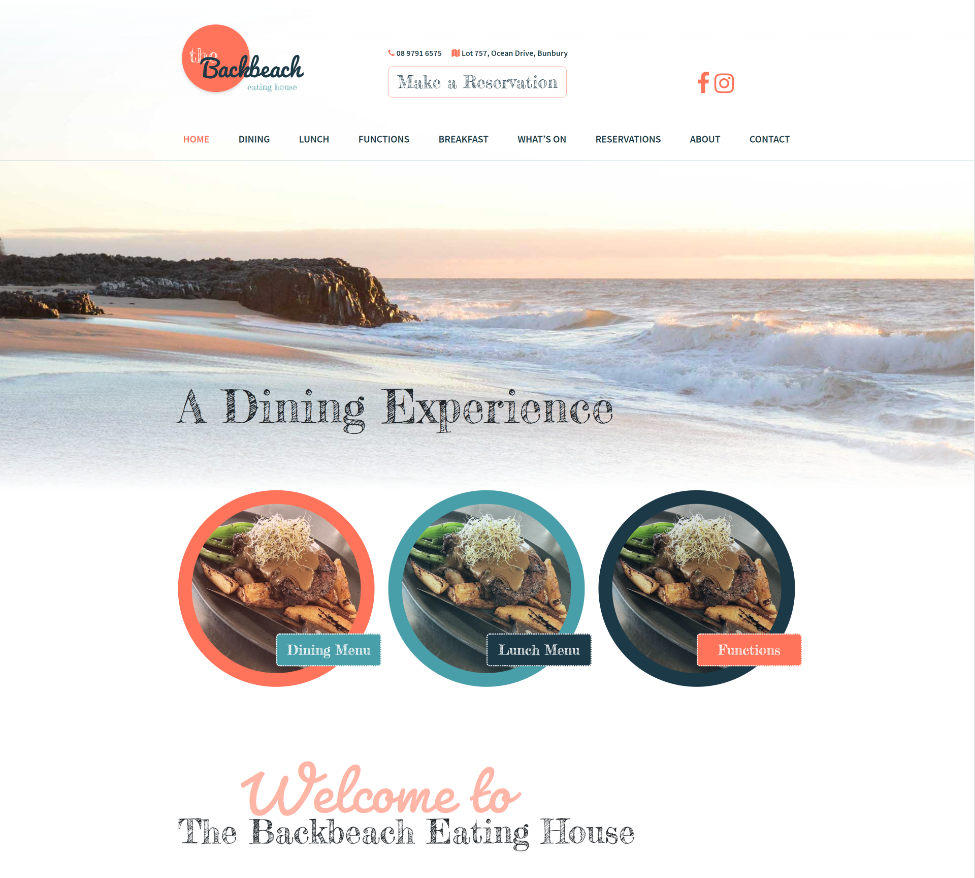 the
Backbeach
eating house
08 9791 6575 Lot 757, Ocean Drive, Bunbury
Make a Reservation
HOME DINING LUNCH FUNCTIONS BREAKFAST WHAT'S ON RESERVATIONS ABOUT CONTACT
A Dining Experience
Dining Menu Lunch Menu Functions
Welcome to
The Backbeach Eating House